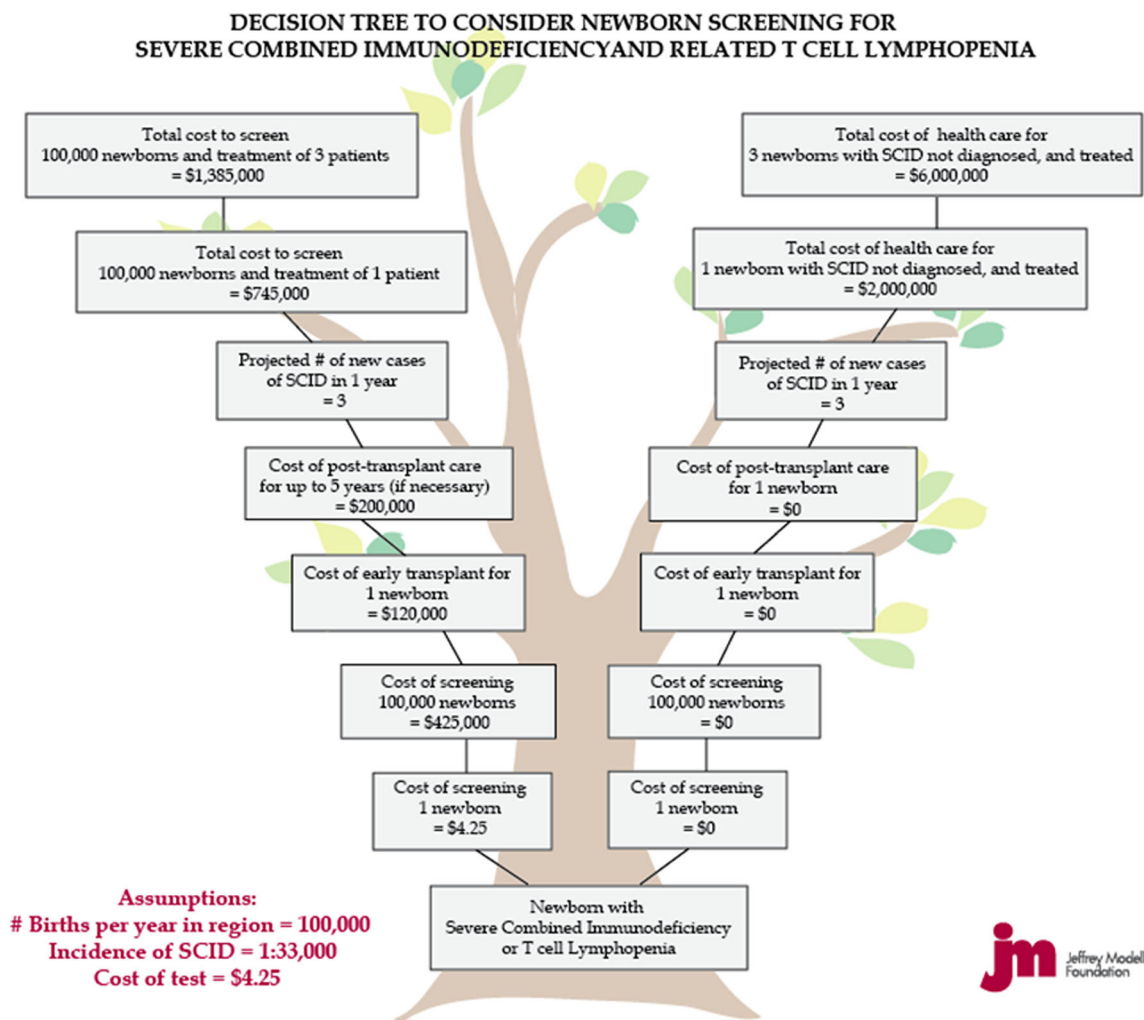 DECISION TREE TO CONSIDER NEWBORN SCREENING FOR
SEVERE COMBINED IMMUNODEFICIENCYAND RELATED T CELL LYMPHOPENIA
Total cost to screen
100,000 newborns and treatment of 3 patients
= $1,385,000
Total cost to screen
100,000 newborns and treatment of 1 patient
= $745,000
Projected # of new cases
of SCID in 1 year
= 3
Cost of post-transplant care
for up to 5 years (if necessary)
= $200,000
Cost of early transplant for
1 newborn
= $120,000
Cost of screening
100,000 newborns
= $425,000
Cost of screening
1 newborn
= $4.25
Total cost of health care for
3 newborns with SCID not diagnosed, and treated
= $6,000,000
Total cost of health care for
1 newborn with SCID not diagnosed, and treated
= $2,000,000
Projected # of new cases
of SCID in 1 year
= 3
Cost of post-transplant care
for 1 newborn
= $0
Cost of early transplant for
1 newborn
= $0
Cost of screening
100,000 newborns
= $0
Cost of screening
1 newborn
= $0
Newborn with
Severe Combined Immunodeficiency
or T cell Lymphopenia
Assumptions:
# Births per year in region = 100,000
Incidence of SCID = 1:33,000
Cost of test = $4.25
jm
Jeffrey Modell
Foundation